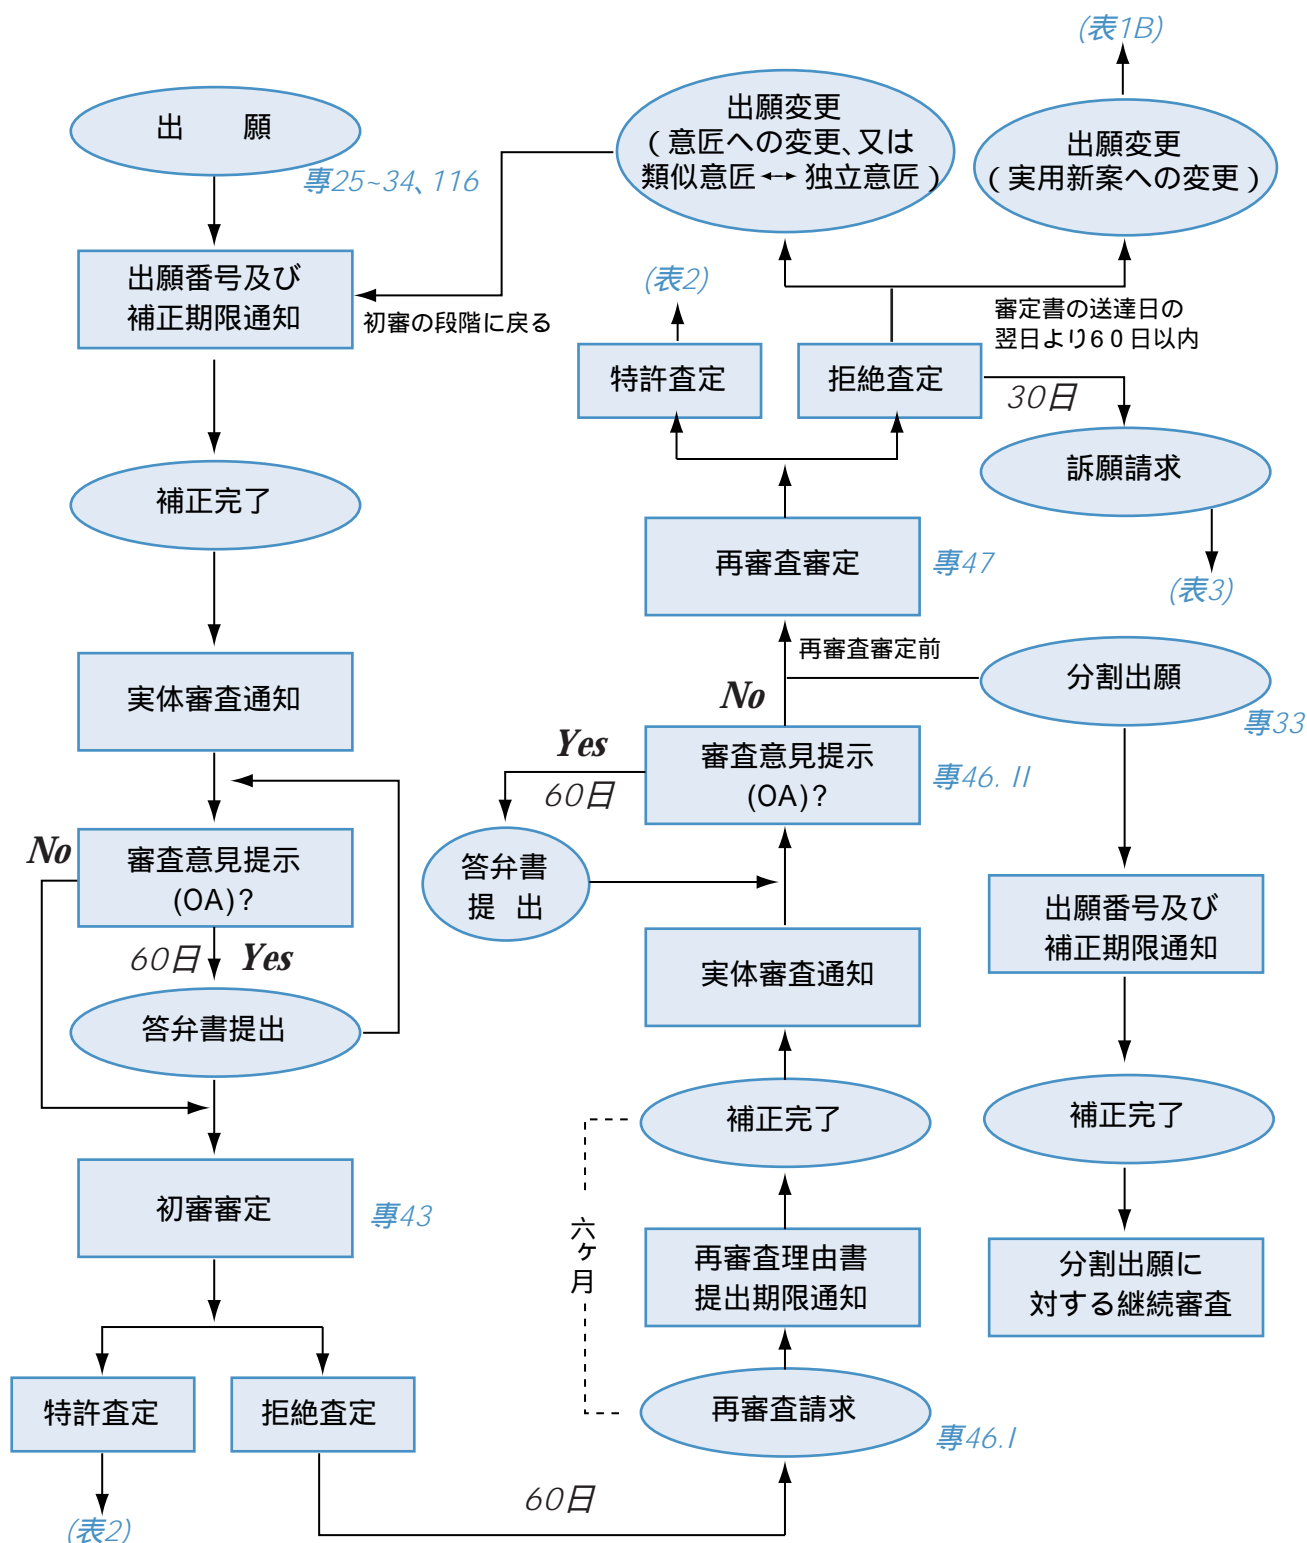 出　　願
専25~34、116
出願番号及び
補正期限通知
初審の段階に戻る
補正完了
実体審査通知
審査意見提示
(OA)?
No
60日
Yes
答弁書提出
初審審定
専43
特許査定
拒絶査定
(表2)
60日
再審査請求
専46.I
六ヶ月
再審査理由書
提出期限通知
補正完了
実体審査通知
審査意見提示
(OA)?
専46. II
Yes
60日
答弁書
提 出
No
再審査審定前
再審査審定
専47
特許査定
(表2)
拒絶査定
30日
訴願請求
(表3)
審定書の送達日の
翌日より60日以内
出願変更
(意匠への変更、又は
類似意匠↔独立意匠)
出願変更
(実用新案への変更)
(表1B)
分割出願
専33
出願番号及び
補正期限通知
補正完了
分割出願に
対する継続審査